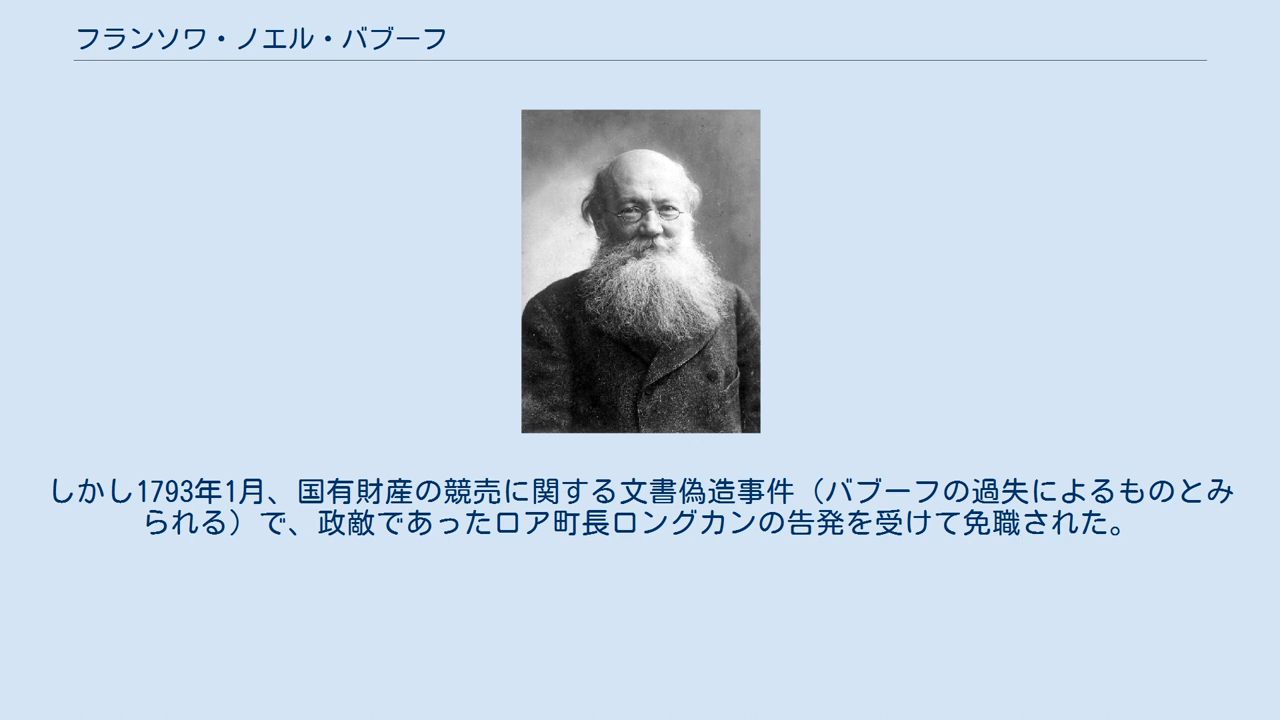 フランソワ・ノエル・バブーフ
しかし1793年1月、国有財産の競売に関する文書偽造事件（バブーフの過失によるものとみ
られる）で、政敵であったロア町長ロングカンの告発を受けて免職された。